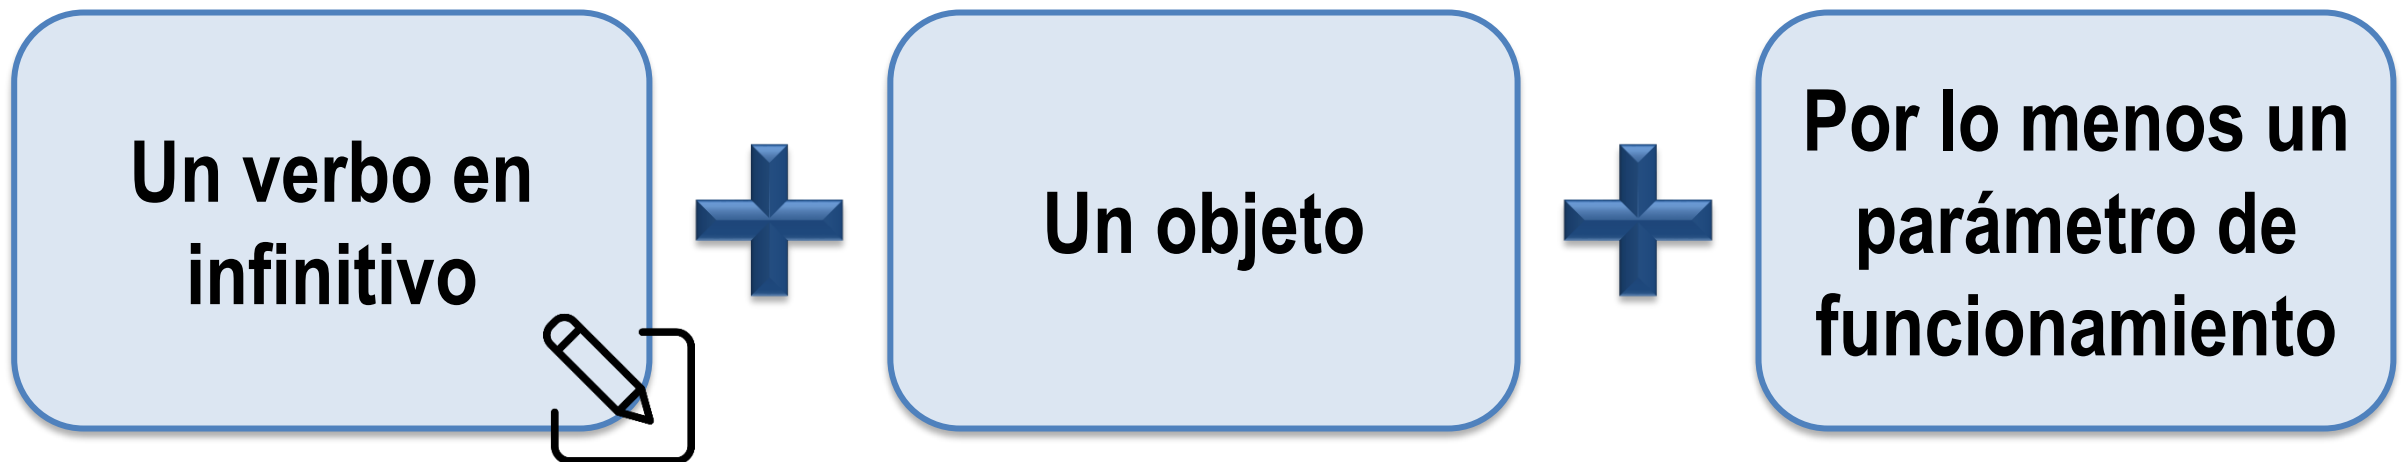 Un verbo en
infinitivo
Un objeto
Por lo menos un
parámetro de
funcionamiento